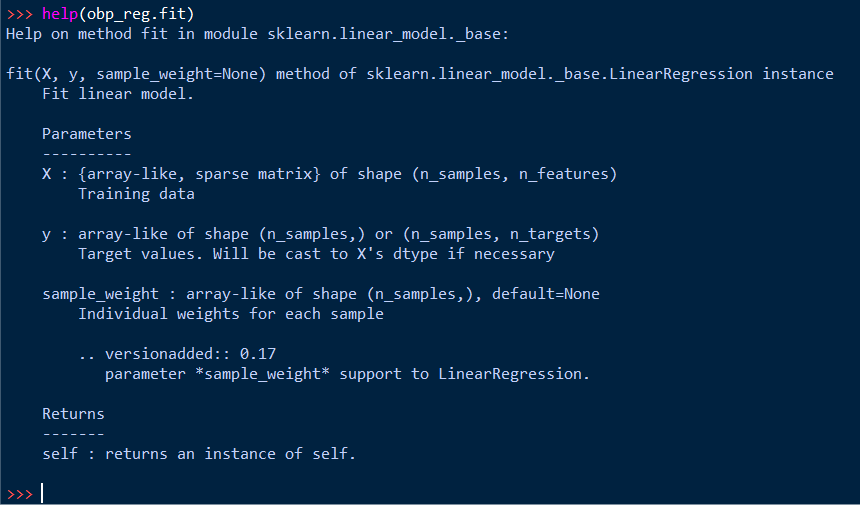 >>> help(obp_reg.fit)
Help on method fit in module sklearn.linear_model._base:
fit(X, y, sample_weight=None) method of sklearn.linear_model._base.LinearRegression instance
    Fit linear model.
    Parameters
    ----------
    X : {array-like, sparse matrix} of shape (n_samples, n_features)
        Training data
    y : array-like of shape (n_samples,) or (n_samples, n_targets)
        Target values. Will be cast to X's dtype if necessary
    sample_weight : array-like of shape (n_samples,), default=None
        Individual weights for each sample
        .. versionadded:: 0.17
           parameter *sample_weight* support to LinearRegression.
    Returns
    -------
    self : returns an instance of self.
>>>